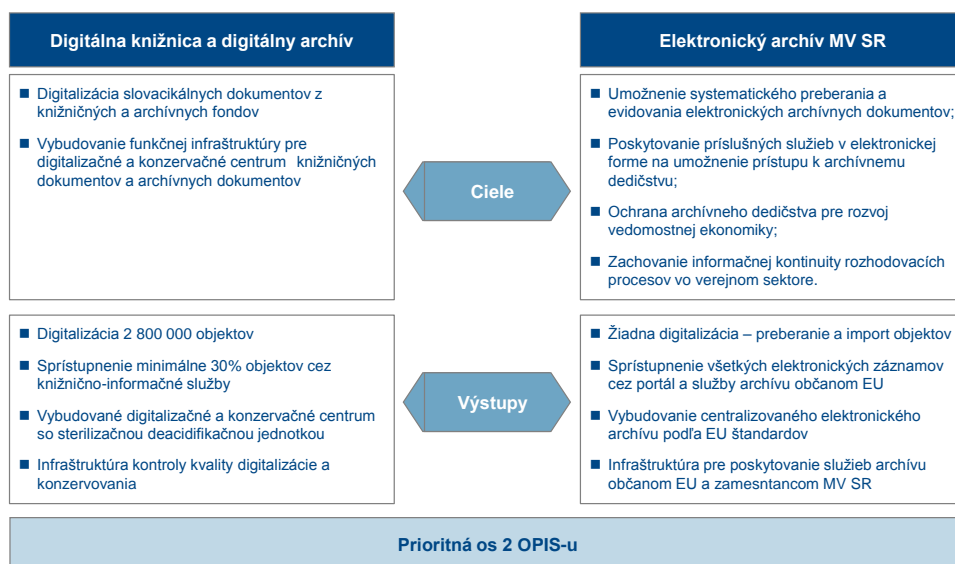 Digitálna knižnica a digitálny archív
Elektronický archív MV SR
■ Digitalizácia slovacikálnych dokumentov z
knižničných a archívnych fondov
■ Vybudovanie funkčnej infraštruktúry pre
digitalizačné a konzervačné centrum knižničných
dokumentov a archívnych dokumentov
Ciele
■ Umožnenie systematického preberania a
evidovania elektronických archívnych dokumentov;
■ Poskytovanie príslušných služieb v elektronickej
forme na umožnenie prístupu k archívnemu
dedičstvu;
■ Ochrana archívneho dedičstva pre rozvoj
vedomostnej ekonomiky;
■ Zachovanie informačnej kontinuity rozhodovacích
procesov vo verejnom sektore.
■ Digitalizácia 2 800 000 objektov
■ Sprístupnenie minimálne 30% objektov cez
knižnično-informačné služby
■ Vybudované digitalizačné a konzervačné centrum
so sterilizačnou deacidifikačnou jednotkou
■ Infraštruktúra kontroly kvality digitalizácie a
konzervovania
Výstupy
■ Žiadna digitalizácia – preberanie a import objektov
■ Sprístupnenie všetkých elektronických záznamov
cez portál a služby archívu občanom EU
■ Vybudovanie centralizovaného elektronického
archívu podľa EU štandardov
■ Infraštruktúra pre poskytovanie služieb archívu
občanom EU a zamesntancom MV SR
Prioritná os 2 OPIS-u